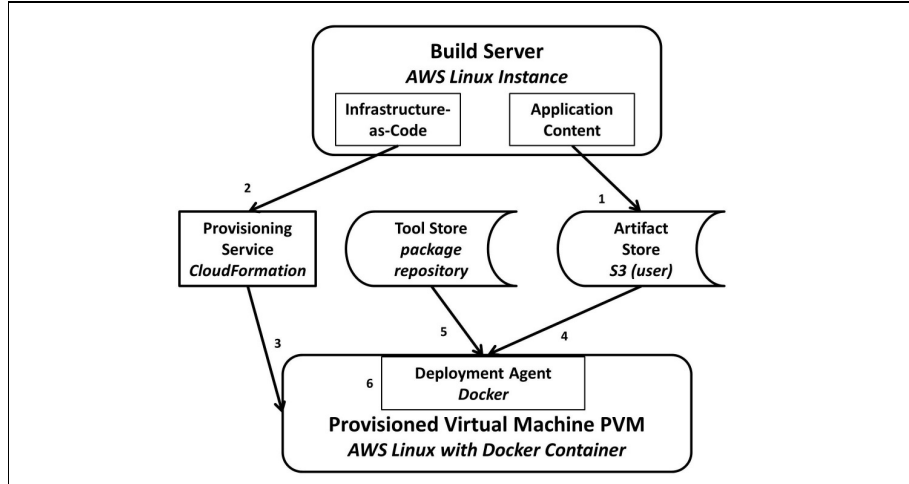 Build Server
AWS Linux Instance
Infrastructure-
as-Code
Application
Content
2
1
Provisioning
Service
CloudFormation
Tool Store
package
repository
Artifact
Store
S3 (user)
3
5
4
6
Deployment Agent
Docker
Provisioned Virtual Machine PVM
AWS Linux with Docker Container